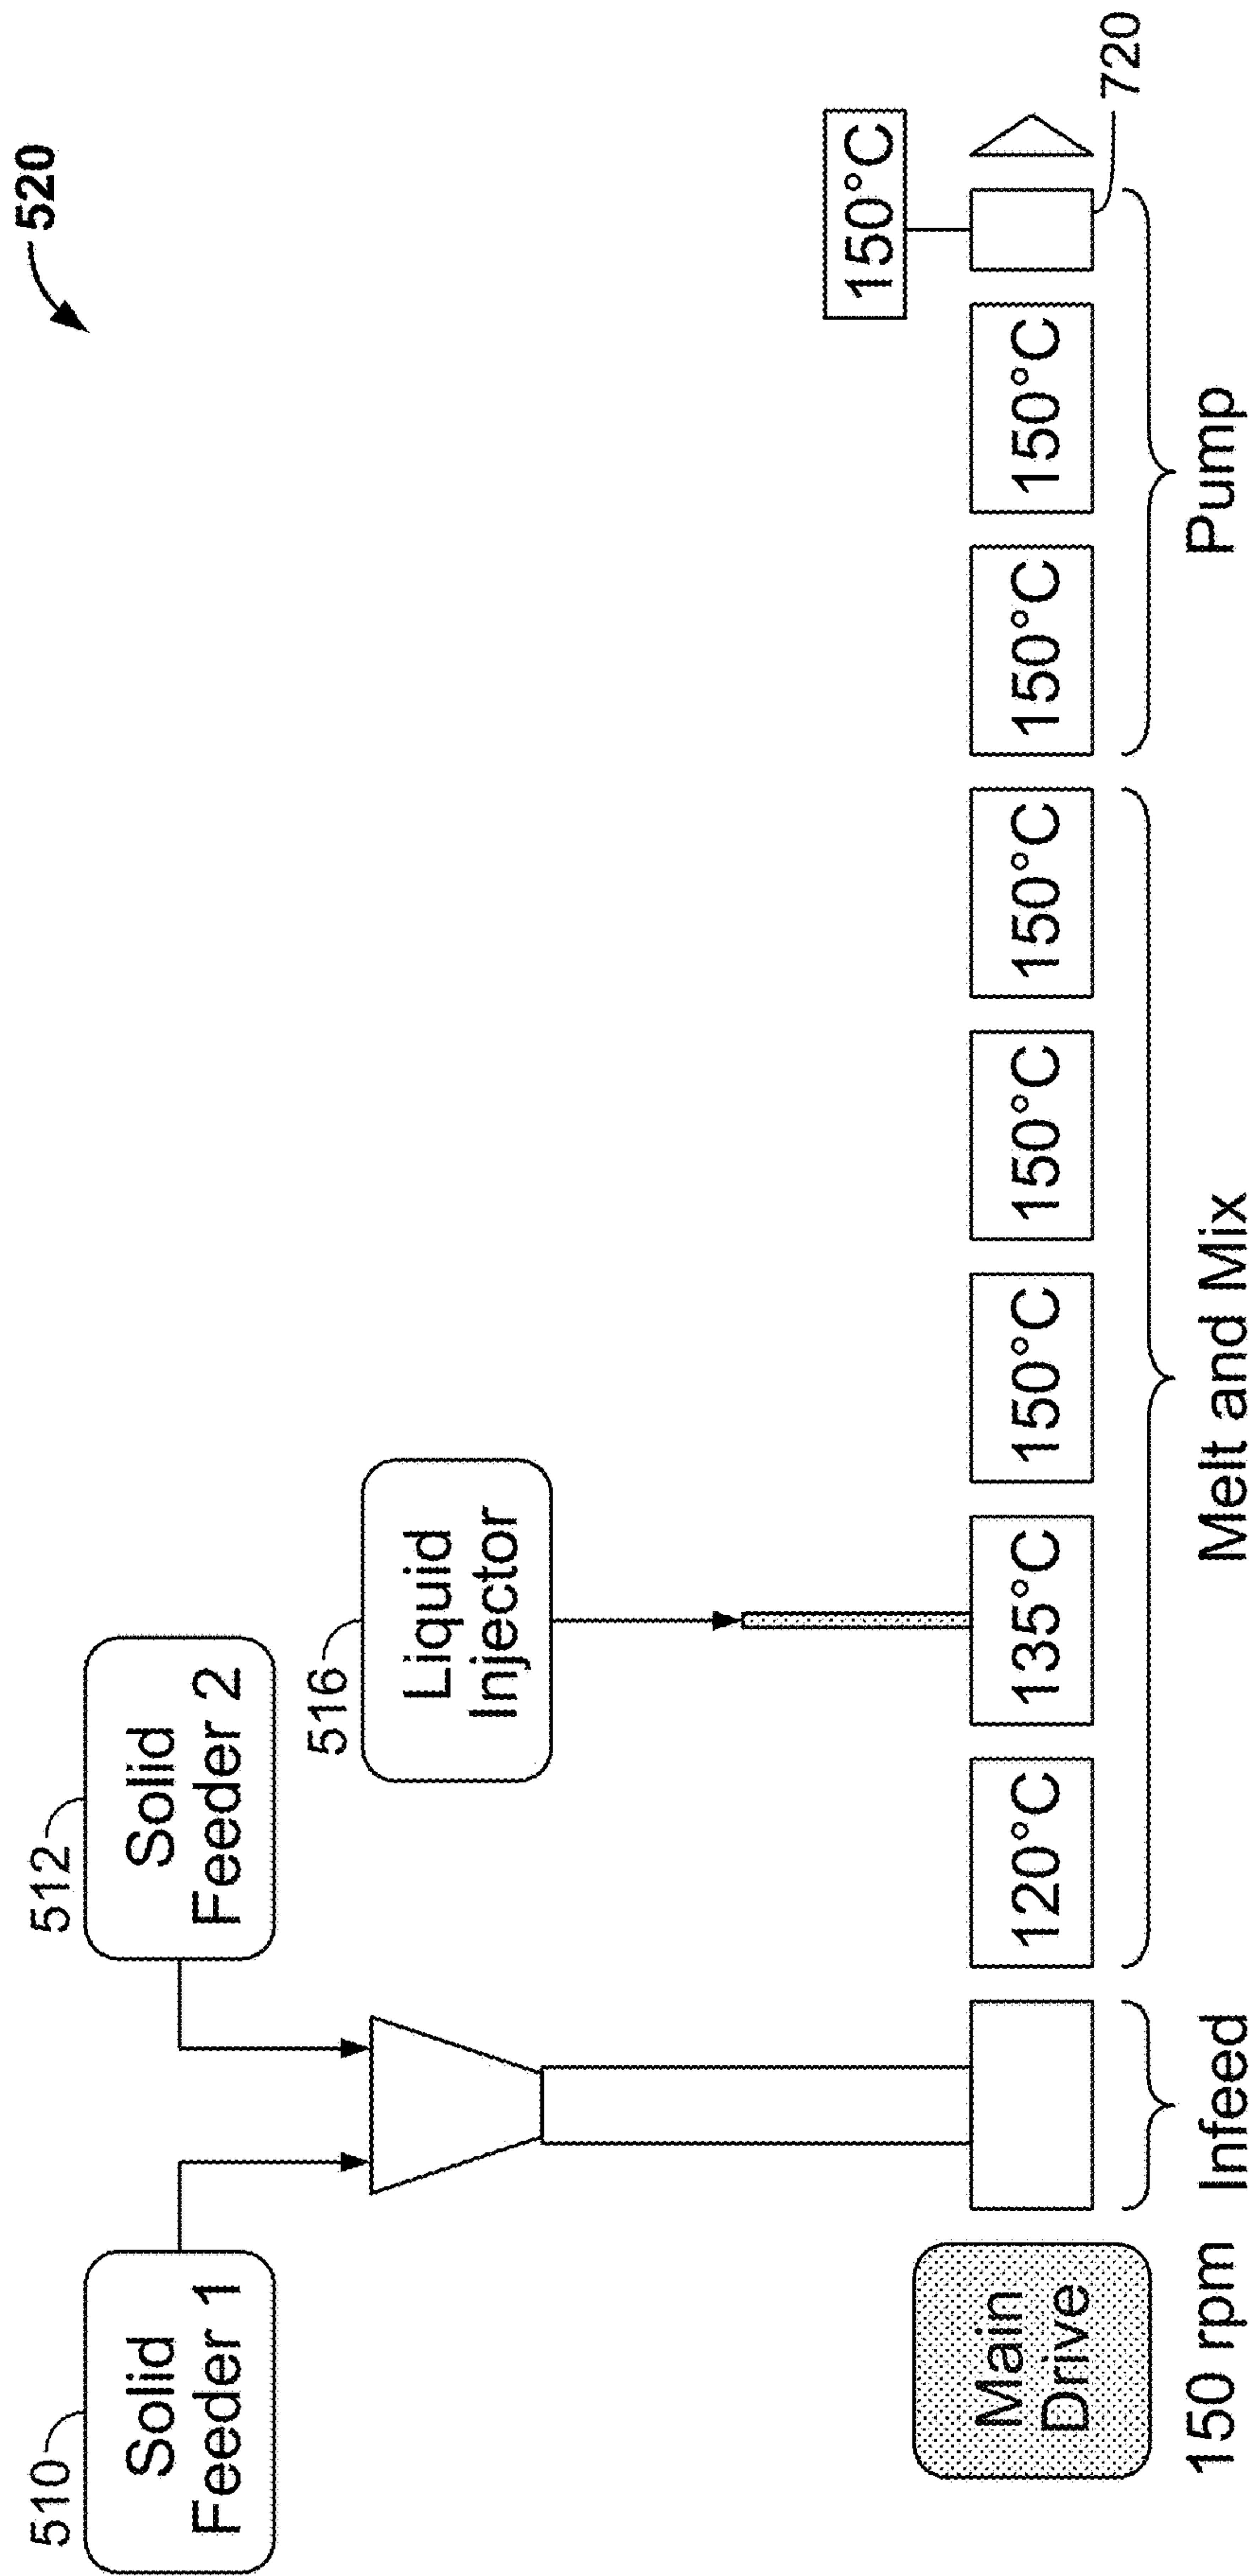 520
510
Solid
Feeder 1
512
Solid
Feeder 2
516
Liquid
Injector
150°C
Main
Drive
120°C
135°C
150°C
150°C
150°C
150°C
150°C
720
150 rpm
Infeed
Melt and Mix
Pump